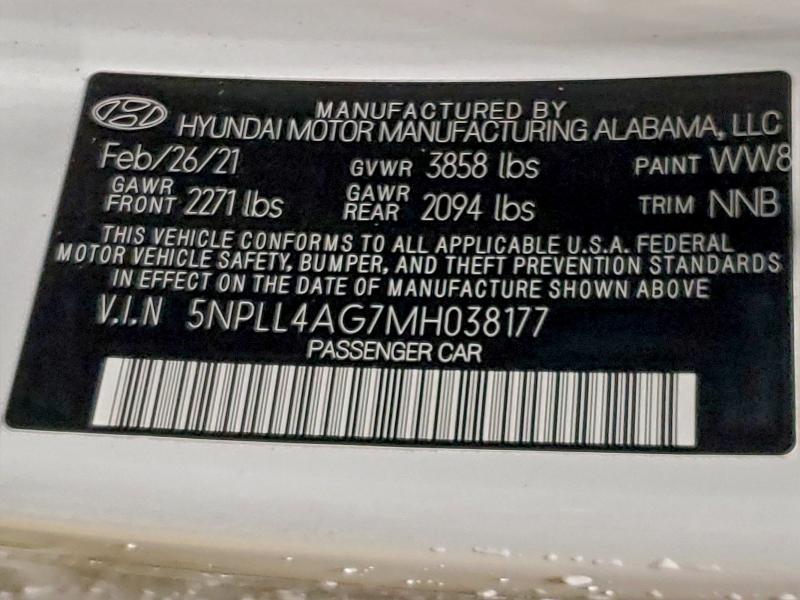 MANUFACTURED BY
HYUNDAI MOTOR MANUFACTURING ALABAMA, LLC
Feb/26/21 GVWR 3858 lbs PAINT WW8
GAWR FRONT 2271 lbs GAWR REAR 2094 lbs TRIM NNB
THIS VEHICLE CONFORMS TO ALL APPLICABLE U.S.A. FEDERAL
MOTOR VEHICLE SAFETY, BUMPER, AND THEFT PREVENTION STANDARDS
IN EFFECT ON THE DATE OF MANUFACTURE SHOWN ABOVE
V.I.N 5NPLL4AG7MH038177
PASSENGER CAR